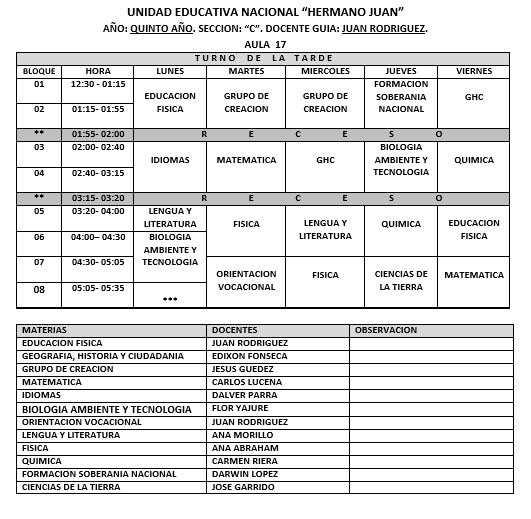 UNIDAD EDUCATIVA NACIONAL “HERMANO JUAN”
AÑO: QUINTO AÑO. SECCION: “C”. DOCENTE GUIA: JUAN RODRIGUEZ.
AULA 17
TURNO DE LA TARDE
BLOQUE HORA LUNES MARTES MIERCOLES JUEVES VIERNES
01 12:30 - 01:15
02 01:15- 01:55
EDUCACION FISICA
GRUPO DE CREACION
GRUPO DE CREACION
FORMACION SOBERANIA NACIONAL
GHC
** 01:55- 02:00 R E C E S O
03 02:00- 02:40
04 02:40- 03:15
IDIOMAS
MATEMATICA
GHC
BIOLOGIA AMBIENTE Y TECNOLOGIA
QUIMICA
** 03:15- 03:20 R E C E S O
05 03:20- 04:00
06 04:00– 04:30
LENGUA Y LITERATURA
FISICA
LENGUA Y LITERATURA
QUIMICA
EDUCACION FISICA
07 04:30- 05:05
08 05:05- 05:35
BIOLOGIA AMBIENTE Y TECNOLOGIA
***
ORIENTACION VOCACIONAL
FISICA
CIENCIAS DE LA TIERRA
MATEMATICA
MATERIAS DOCENTES OBSERVACION
EDUCACION FISICA JUAN RODRIGUEZ
GEOGRAFIA, HISTORIA Y CIUDADANIA EDIXON FONSECA
GRUPO DE CREACION JESUS GUEDEZ
MATEMATICA CARLOS LUCENA
IDIOMAS DALVER PARRA
BIOLOGIA AMBIENTE Y TECNOLOGIA FLOR YAJURE
ORIENTACION VOCACIONAL JUAN RODRIGUEZ
LENGUA Y LITERATURA ANA MORILLO
FISICA ANA ABRAHAM
QUIMICA CARMEN RIERA
FORMACION SOBERANIA NACIONAL DARWIN LOPEZ
CIENCIAS DE LA TIERRA JOSE GARRIDO